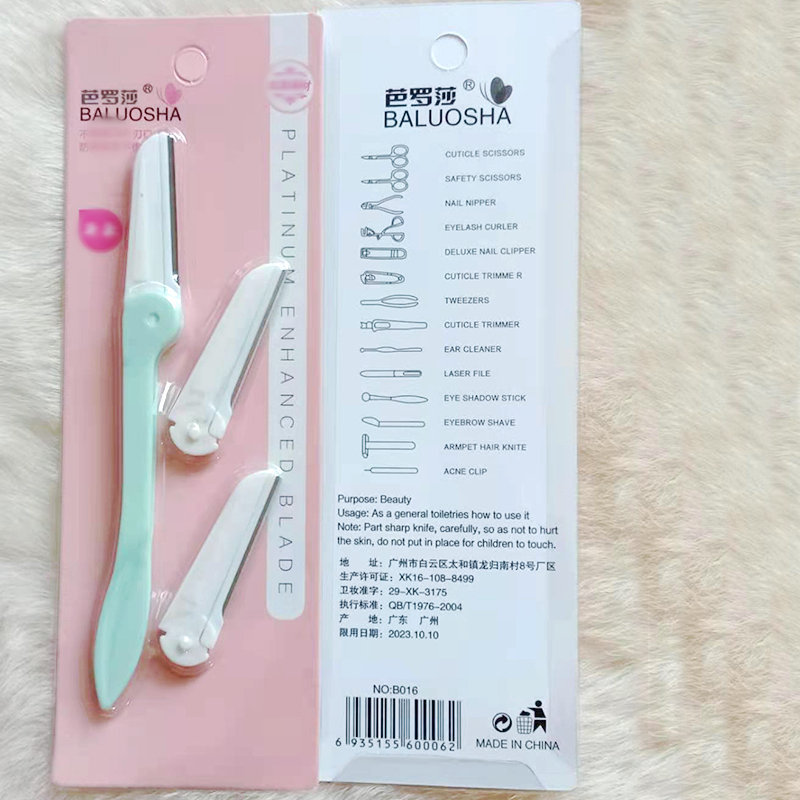 芭罗莎®
BALUOSHA
PLATINUM ENHANCED BLADE
芭罗莎®
BALUOSHA
CUTICLE SCISSORS
SAFETY SCISSORS
NAIL NIPPER
EYELASH CURLER
DELUXE NAIL CLIPPER
CUTICLE TRIMME R
TWEEZERS
CUTICLE TRIMMER
EAR CLEANER
LASER FILE
EYE SHADOW STICK
EYEBROW SHAVE
ARMPET HAIR KNITE
ACNE CLIP
Purpose: Beauty
Usage: As a general toiletries how to use it
Note: Part sharp knife, carefully, so as not to hurt
the skin, do not put in place for children to touch.
地 址: 广州市白云区太和镇龙归南村8号厂区
生产许可证: XK16-108-8499
卫妆准字: 29-XK-3175
执行标准: QB/T1976-2004
产 地: 广东 广州
限用日期: 2023.10.10
NO:B016
6 935155 600062
MADE IN CHINA